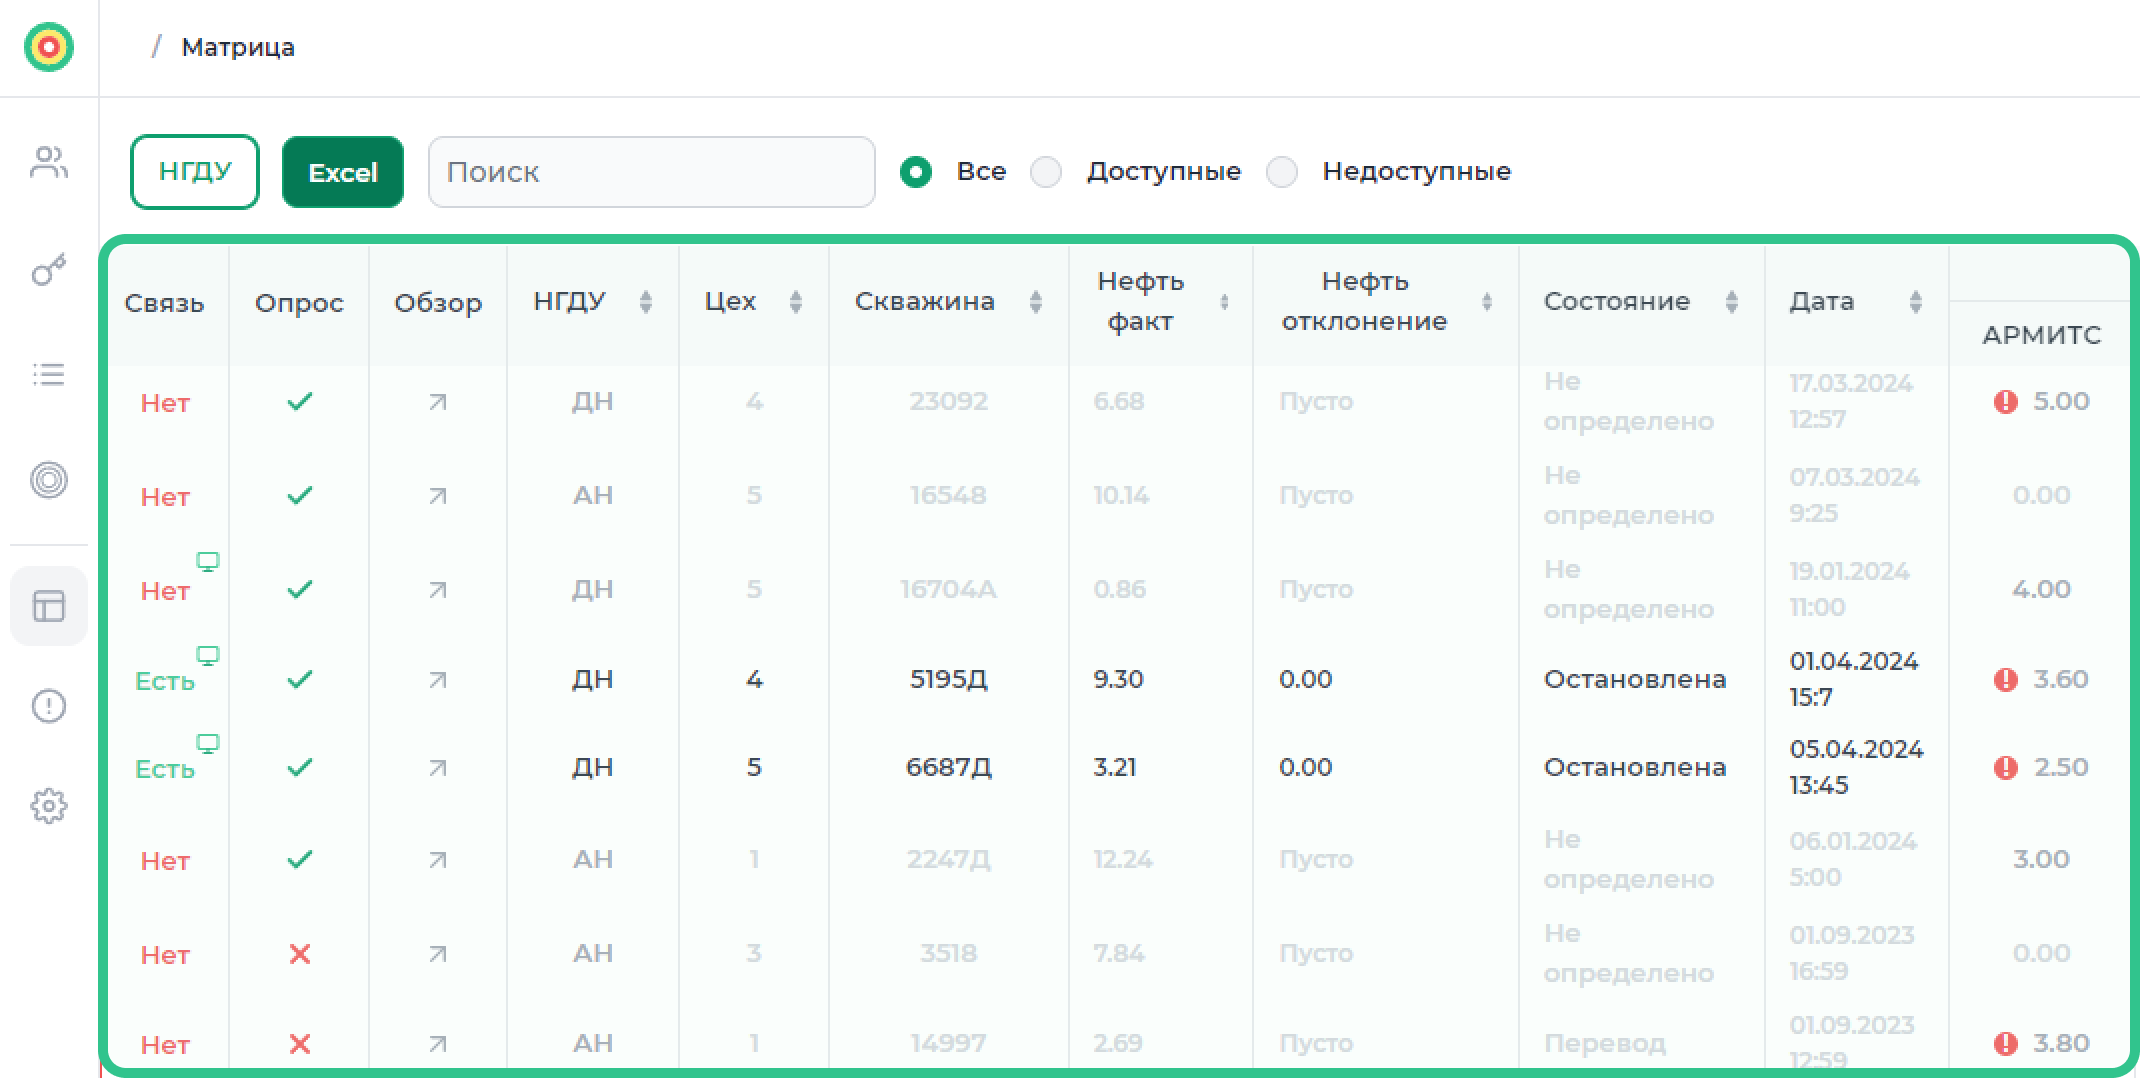 / Матрица
НГДУ Excel Поиск Все Доступные Недоступные
Связь Опрос Обзор НГДУ Цех Скважина Нефть факт Нефть отклонение Состояние Дата АРМИТС
Нет ДН 4 23092 6.68 Пусто Не определено 17.03.2024 12:57 5.00
Нет АН 5 16548 10.14 Пусто Не определено 07.03.2024 9:25 0.00
Нет ДН 5 16704А 0.86 Пусто Не определено 19.01.2024 11:00 4.00
Есть ДН 4 5195Д 9.30 0.00 Остановлена 01.04.2024 15:7 3.60
Есть ДН 5 6687Д 3.21 0.00 Остановлена 05.04.2024 13:45 2.50
Нет АН 1 2247Д 12.24 Пусто Не определено 06.01.2024 5:00 3.00
Нет АН 3 3518 7.84 Пусто Не определено 01.09.2023 16:59 0.00
Нет АН 1 14997 2.69 Пусто Перевод 01.09.2023 12:59 3.80